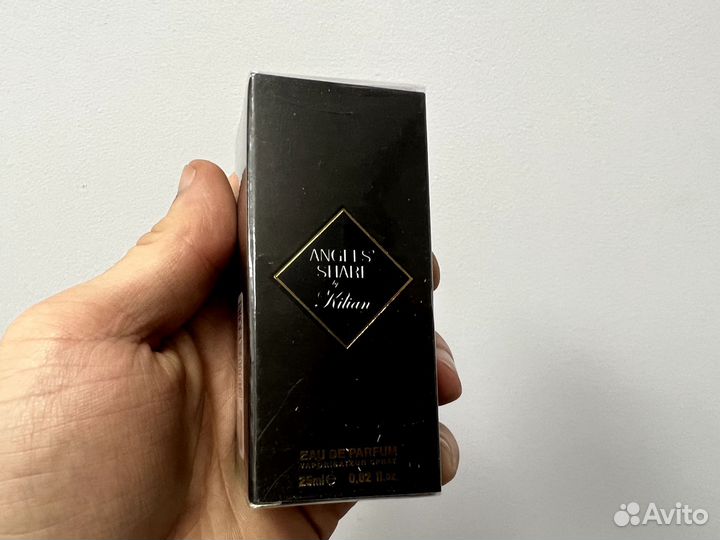 ANGELS'
SHARE
by
Kilian
EAU DE PARFUM
VAPORISATEUR SPRAY
25ml℮ 0,02 fl.oz.
Avito